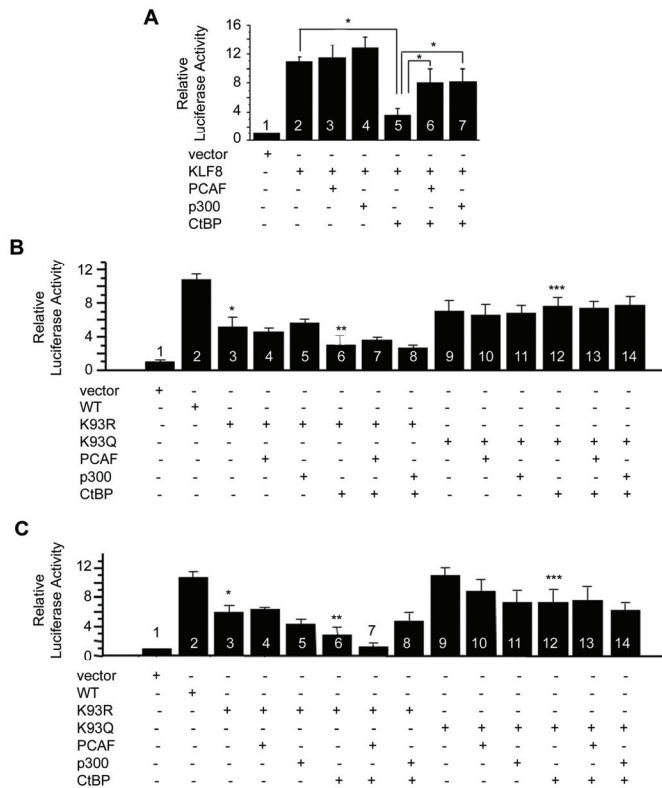 A
Relative
Luciferase Activity
16
12
8
4
0
* * *
1 2 3 4 5 6 7
vector + - - - - - -
KLF8 - + + + + + +
PCAF - - + - - + -
p300 - - - + - - +
CtBP - - - - + + +
B
Relative
Luciferase Activity
12
8
4
0
* ** ***
1 2 3 4 5 6 7 8 9 10 11 12 13 14
vector + - - - - - - - - - - - - -
WT - + - - - - - - - - - - - -
K93R - - + + + + + + - - - - - -
K93Q - - - - - - - - + + + + + +
PCAF - - - + - - + - - + - - + -
p300 - - - - + - - + - - + - - +
CtBP - - - - - + + + - - - + + +
C
Relative
Luciferase Activity
12
8
4
0
* ** ***
1 2 3 4 5 6 7 8 9 10 11 12 13 14
vector + - - - - - - - - - - - - -
WT - + - - - - - - - - - - - -
K93R - - + + + + + + - - - - - -
K93Q - - - - - - - - + + + + + +
PCAF - - - + - - + - - + - - + -
p300 - - - - + - - + - - + - - +
CtBP - - - - - + + + - - - + + +